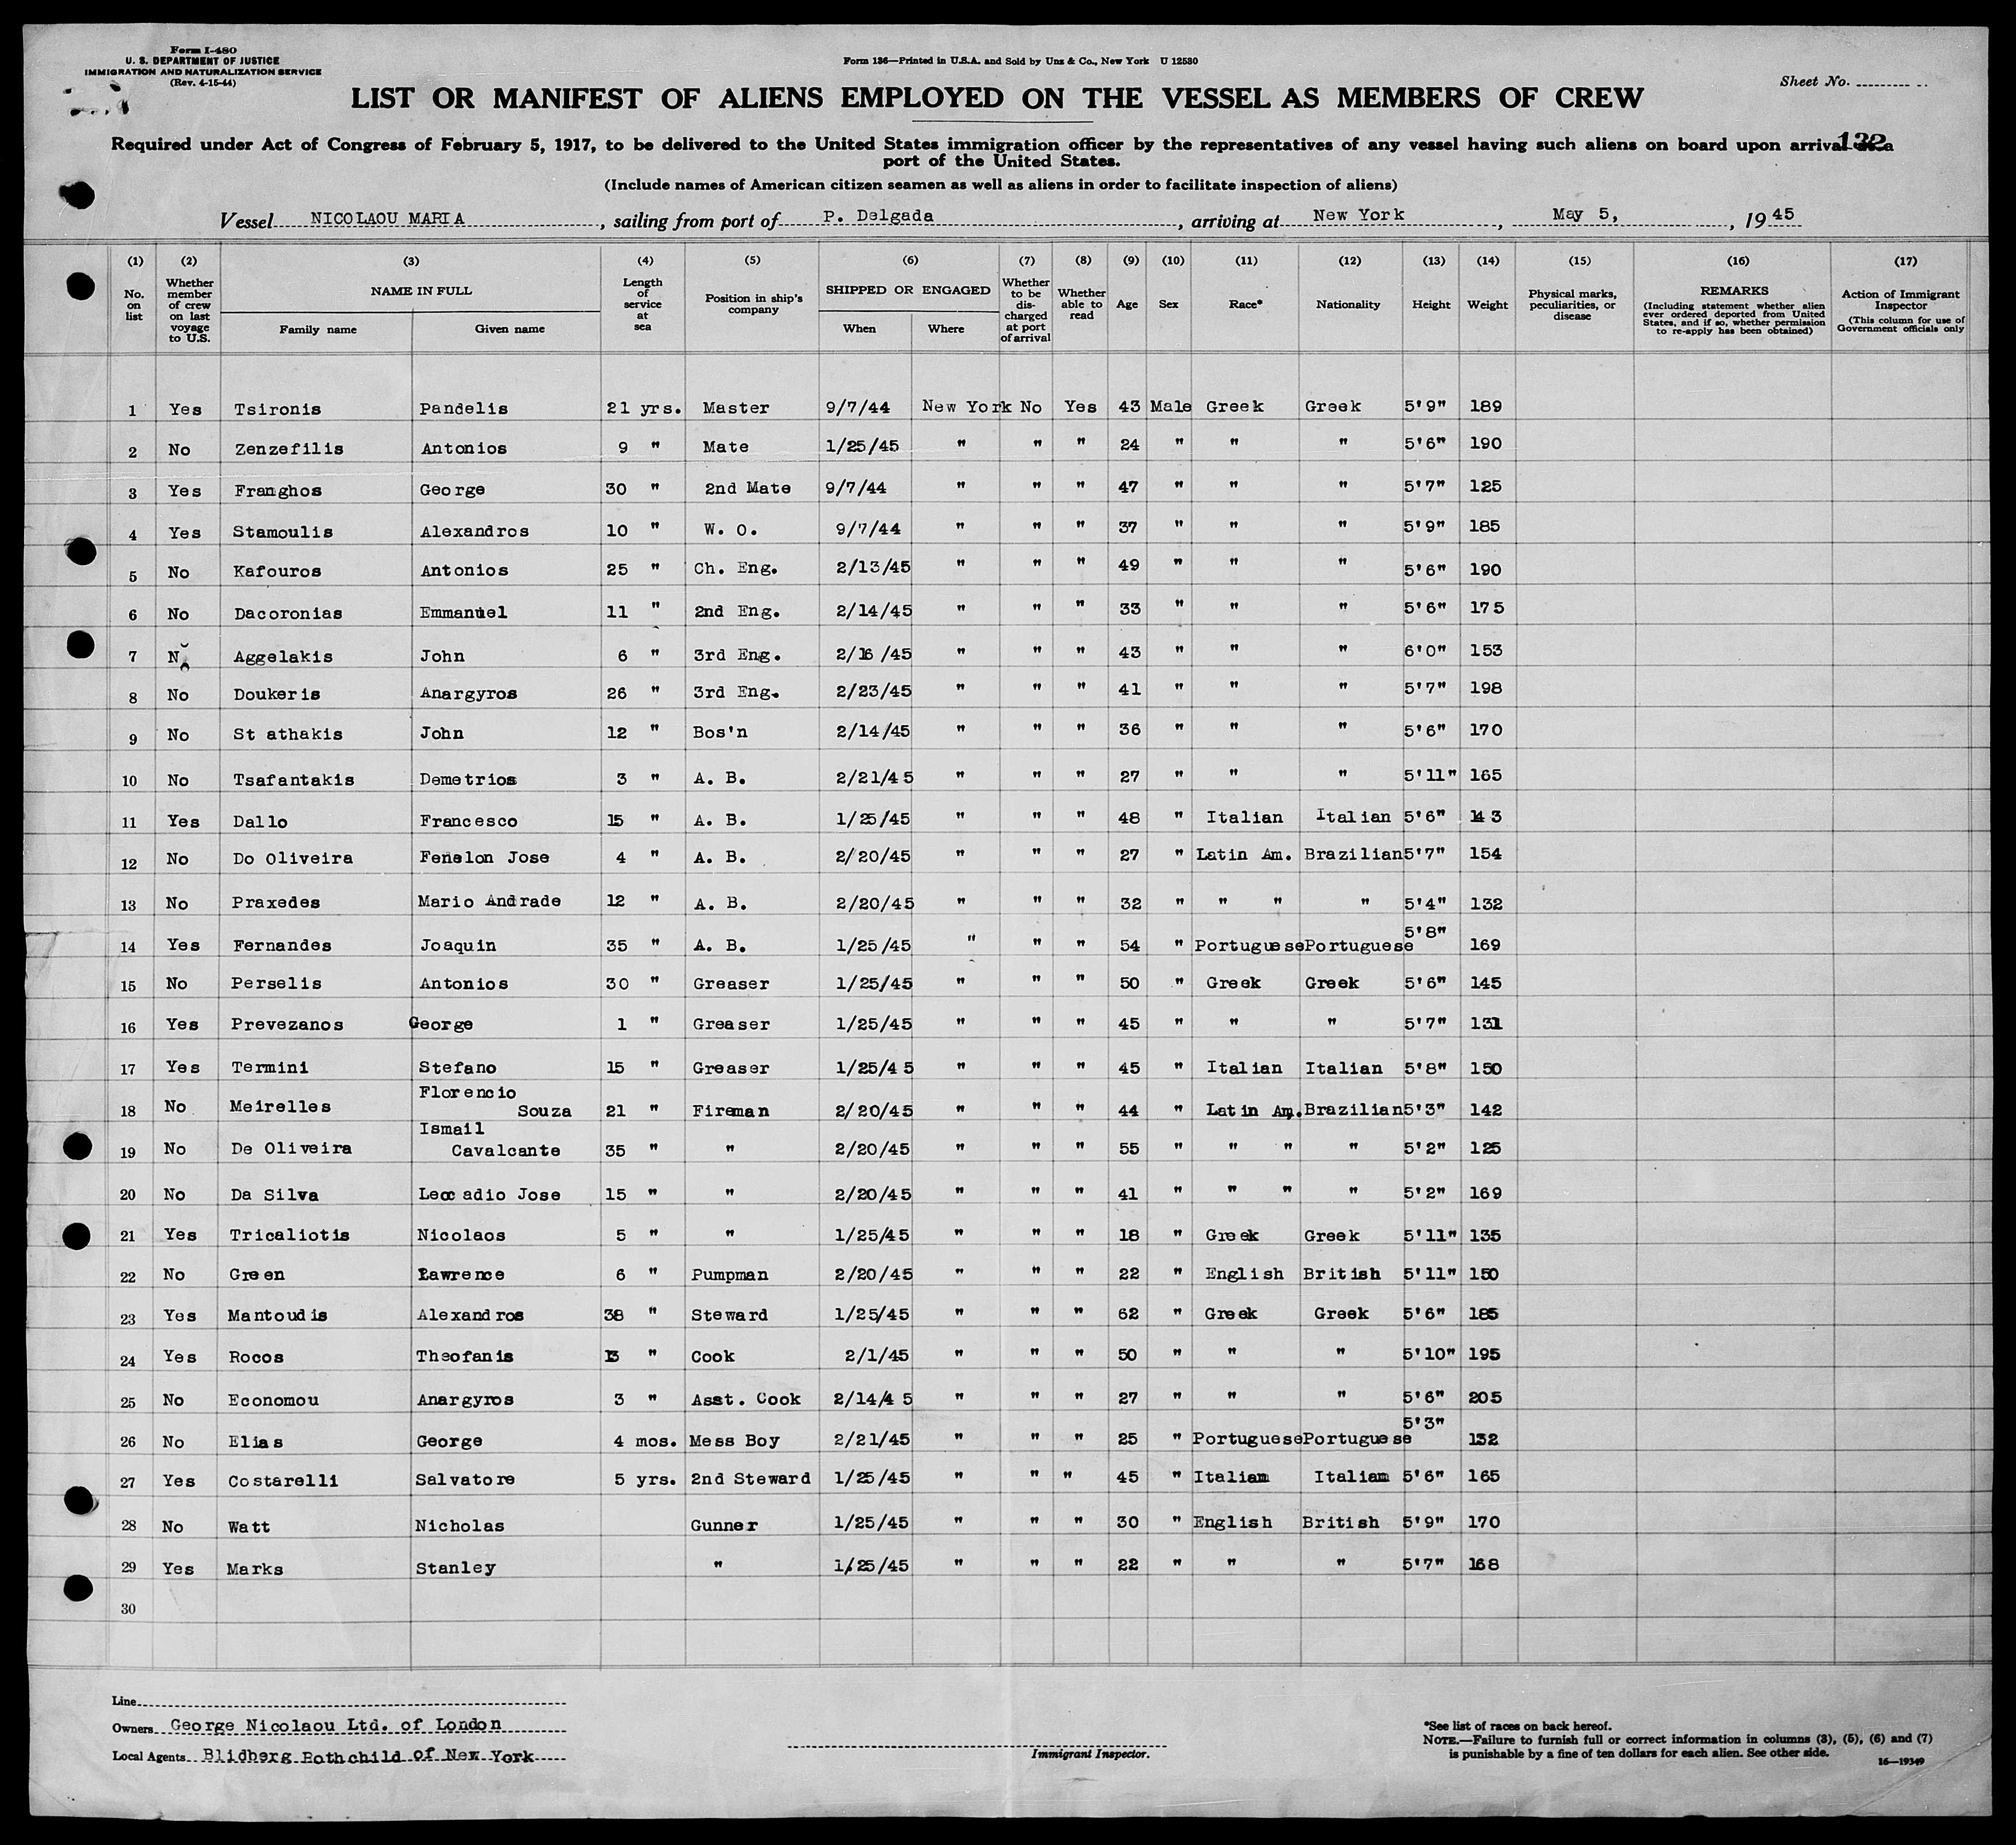 Form I-480
U. S. DEPARTMENT OF JUSTICE
IMMIGRATION AND NATURALIZATION SERVICE
(Rev. 4-15-44)
Form 136—Printed in U.S.A. and Sold by Unz & Co., New York U 12530
Sheet No.
LIST OR MANIFEST OF ALIENS EMPLOYED ON THE VESSEL AS MEMBERS OF CREW
132
Required under Act of Congress of February 5, 1917, to be delivered to the United States immigration officer by the representatives of any vessel having such aliens on board upon arrival at a
port of the United States.
(Include names of American citizen seamen as well as aliens in order to facilitate inspection of aliens)
Vessel NICOLAOU MARIA, sailing from port of P. Delgada, arriving at New York, May 5, , 19 45
(1) No. on list
(2) Whether member of crew on last voyage to U.S.
(3) NAME IN FULL Family name Given name
(4) Length of service at sea
(5) Position in ship's company
(6) SHIPPED OR ENGAGED When Where
(7) Whether to be discharged at port of arrival
(8) Whether able to read
(9) Age
(10) Sex
(11) Race*
(12) Nationality
(13) Height
(14) Weight
(15) Physical marks, peculiarities, or disease
(16) REMARKS (Including statement whether alien ever ordered deported from United States, and if so, whether permission to re-apply has been obtained)
(17) Action of Immigrant Inspector (This column for use of Government officials only
1 Yes Tsironis Pandelis 21 yrs. Master 9/7/44 New York No Yes 43 Male Greek Greek 5'9" 189
2 No Zenzefilis Antonios 9 " Mate 1/25/45 " " " 24 " " " 5'6" 190
3 Yes Franghos George 30 " 2nd Mate 9/7/44 " " " 47 " " " 5'7" 125
4 Yes Stamoulis Alexandros 10 " W. O. 9/7/44 " " " 37 " " " 5'9" 185
5 No Kafouros Antonios 25 " Ch. Eng. 2/13/45 " " " 49 " " " 5'6" 190
6 No Dacoronias Emmanuel 11 " 2nd Eng. 2/14/45 " " " 33 " " " 5'6" 175
7 No Aggelakis John 6 " 3rd Eng. 2/16/45 " " " 43 " " " 6'0" 153
8 No Doukeris Anargyros 26 " 3rd Eng. 2/23/45 " " " 41 " " " 5'7" 198
9 No St athakis John 12 " Bos'n 2/14/45 " " " 36 " " " 5'6" 170
10 No Tsafantakis Demetrios 3 " A. B. 2/21/45 " " " 27 " " " 5'11" 165
11 Yes Dallo Francesco 15 " A. B. 1/25/45 " " " 48 " Italian Italian 5'6" 143
12 No Do Oliveira Fenelon Jose 4 " A. B. 2/20/45 " " " 27 " Latin Am. Brazilian 5'7" 154
13 No Praxedes Mario Andrade 12 " A. B. 2/20/45 " " " 32 " " " " 5'4" 132
14 Yes Fernandes Joaquin 35 " A. B. 1/25/45 " " " 54 " Portuguese Portuguese 5'8" 169
15 No Perselis Antonios 30 " Greaser 1/25/45 " " " 50 " Greek Greek 5'6" 145
16 Yes Prevezanos George 1 " Greaser 1/25/45 " " " 45 " " " 5'7" 131
17 Yes Termini Stefano 15 " Greaser 1/25/45 " " " 45 " Italian Italian 5'8" 150
18 No Meirelles Florencio Souza 21 " Fireman 2/20/45 " " " 44 " Latin Am. Brazilian 5'3" 142
19 No De Oliveira Ismail Cavalcante 35 " " 2/20/45 " " " 55 " " " " 5'2" 125
20 No Da Silva Leocadio Jose 15 " " 2/20/45 " " " 41 " " " " 5'2" 169
21 Yes Tricaliotis Nicolaos 5 " " 1/25/45 " " " 18 " Greek Greek 5'11" 135
22 No Green Lawrence 6 " Pumpman 2/20/45 " " " 22 " English British 5'11" 150
23 Yes Mantoudis Alexandros 38 " Steward 1/25/45 " " " 62 " Greek Greek 5'6" 185
24 Yes Rocos Theofanis 13 " Cook 2/1/45 " " " 50 " " " 5'10" 195
25 No Economou Anargyros 3 " Asst. Cook 2/14/45 " " " 27 " " " 5'6" 205
26 No Elias George 4 mos. Mess Boy 2/21/45 " " " 25 " Portuguese Portuguese 5'3" 132
27 Yes Costarelli Salvatore 5 yrs. 2nd Steward 1/25/45 " " " 45 " Italian Italian 5'6" 165
28 No Watt Nicholas Gunner 1/25/45 " " " 30 " English British 5'9" 170
29 Yes Marks Stanley " 1/25/45 " " " 22 " " " 5'7" 168
30
Line
Owners George Nicolaou Ltd. of London
Local Agents Blidberg Rothchild of New York
Immigrant Inspector.
*See list of races on back hereof.
NOTE.—Failure to furnish full or correct information in columns (3), (5), (6) and (7)
is punishable by a fine of ten dollars for each alien. See other side.
16—19349